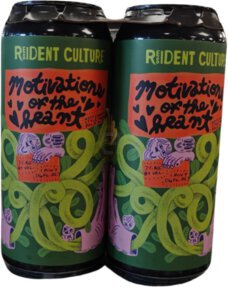 RESIDENT CULTURE
Motivations
of the
heart
RESIDENT CULTURE
Motivations
of the
heart